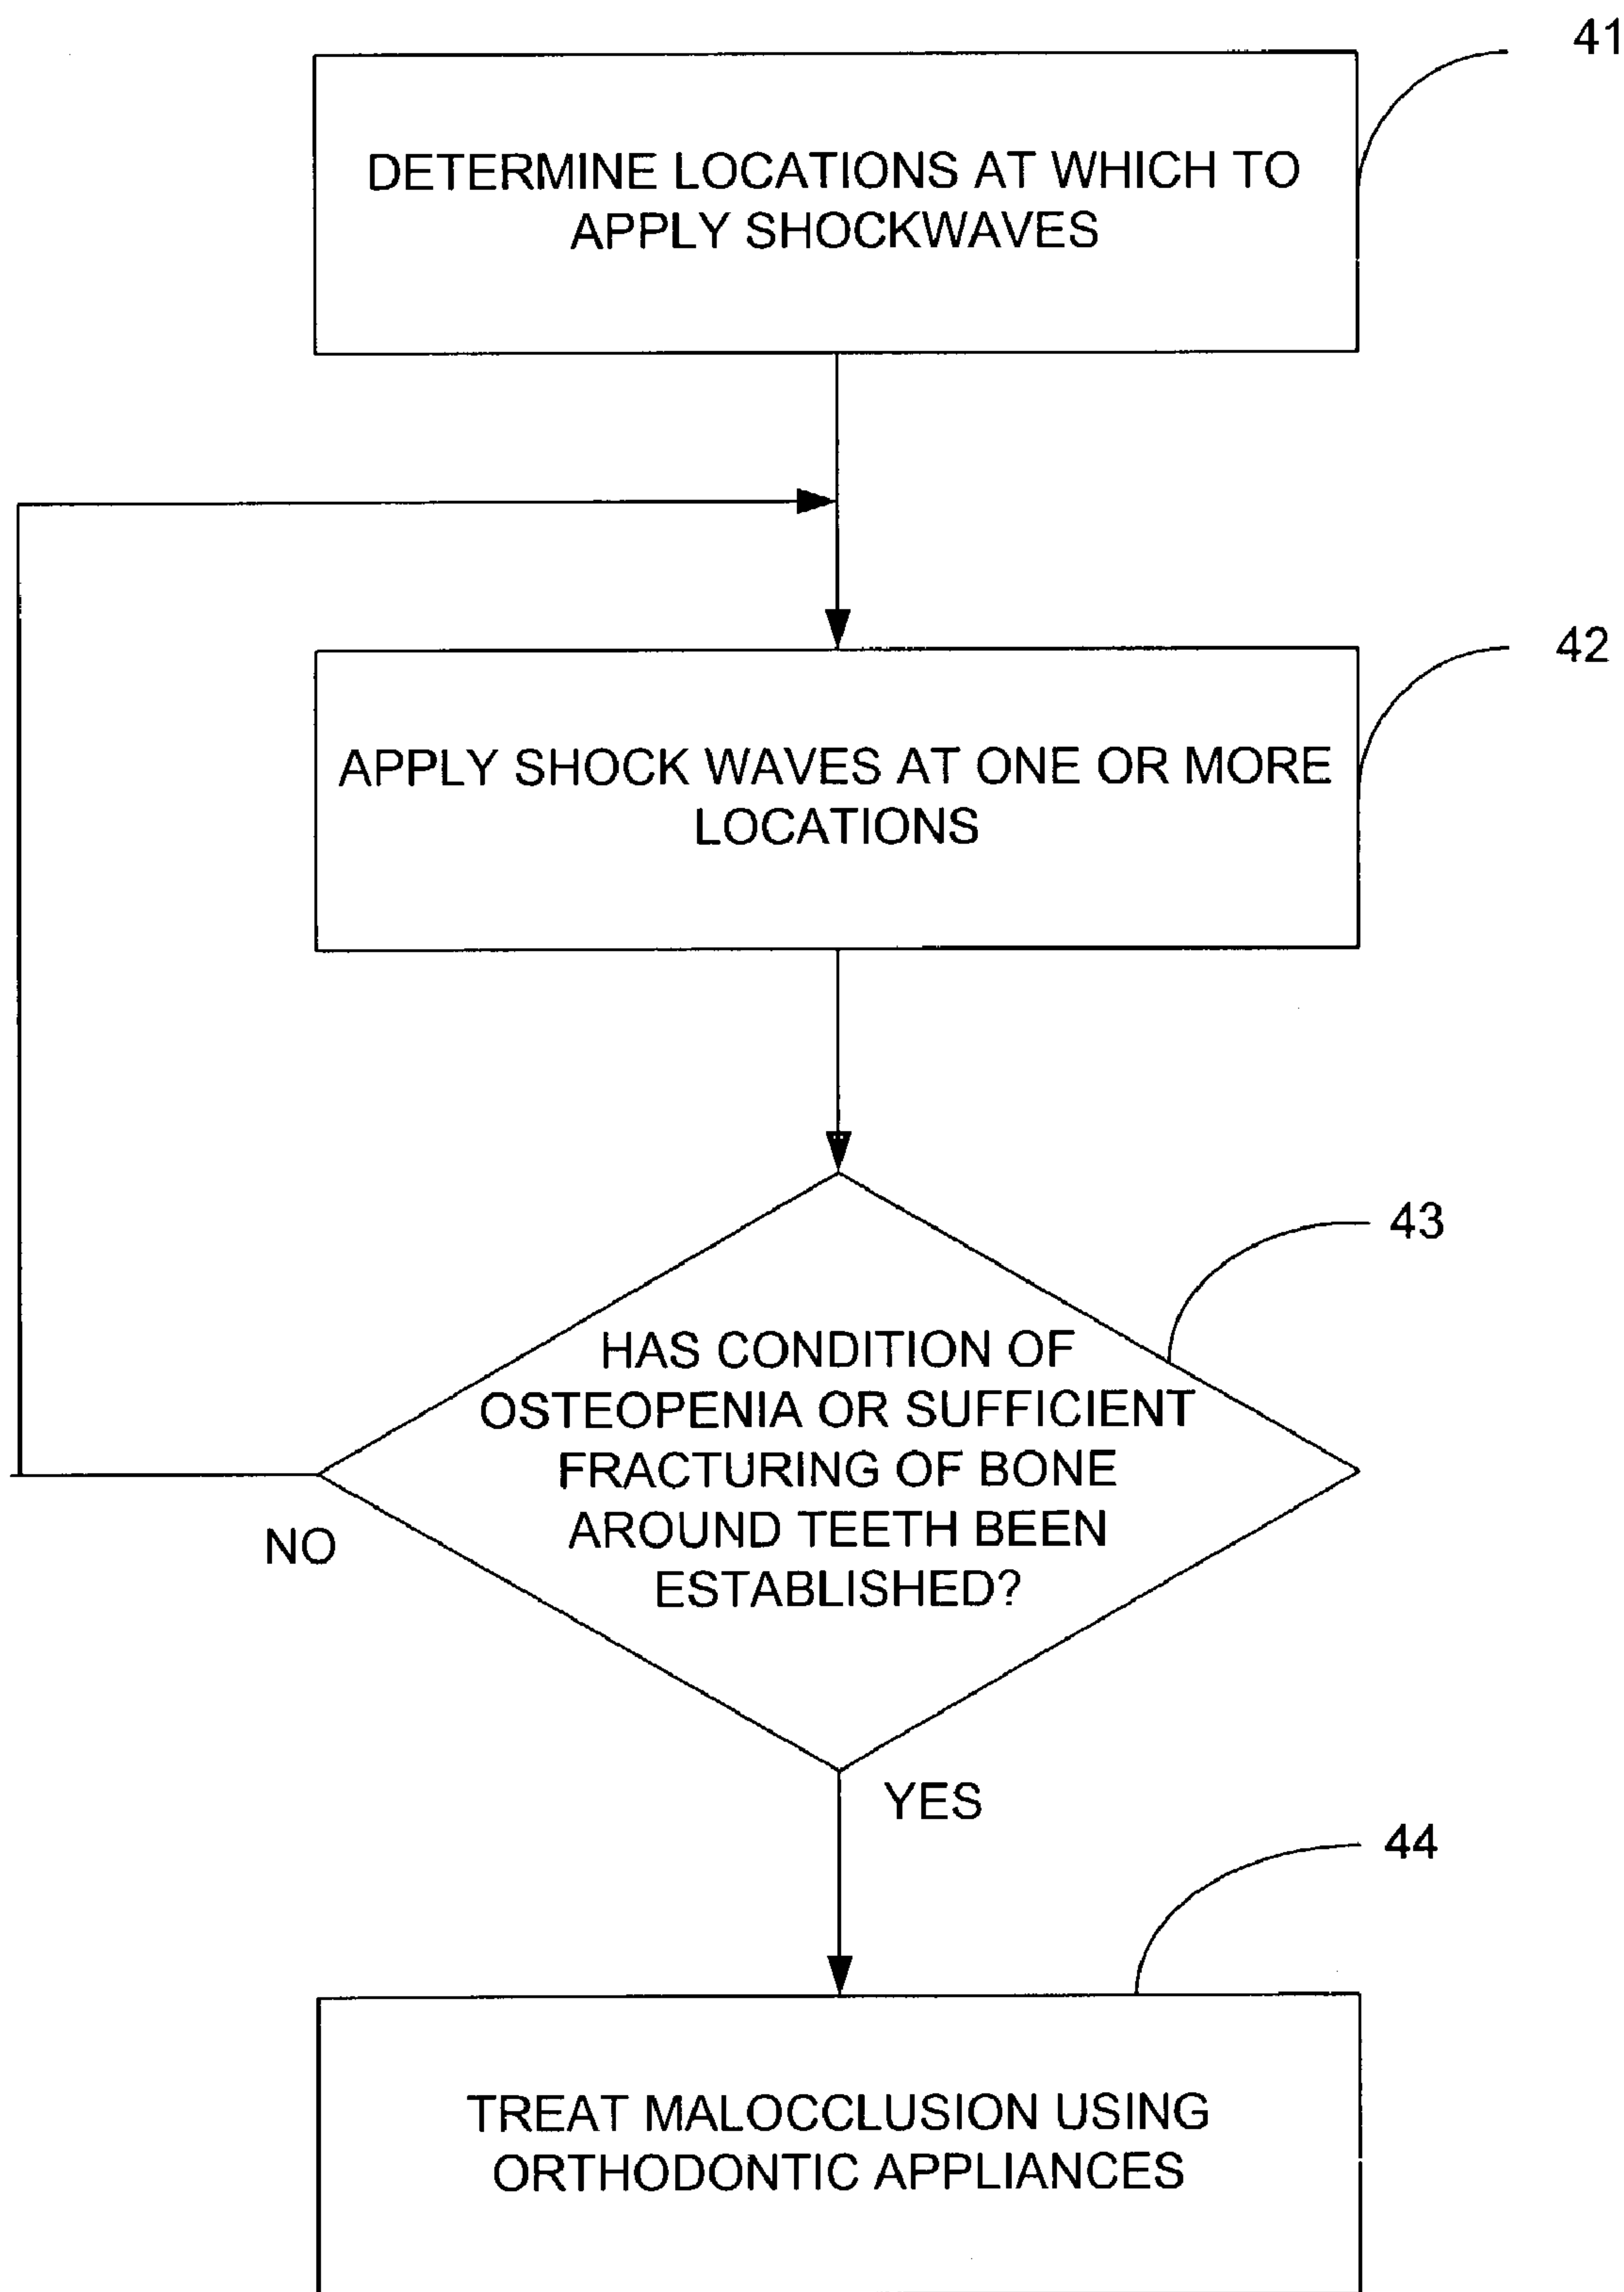 41
DETERMINE LOCATIONS AT WHICH TO
APPLY SHOCKWAVES
42
APPLY SHOCK WAVES AT ONE OR MORE
LOCATIONS
43
HAS CONDITION OF
OSTEOPENIA OR SUFFICIENT
FRACTURING OF BONE
AROUND TEETH BEEN
ESTABLISHED?
NO
YES
44
TREAT MALOCCLUSION USING
ORTHODONTIC APPLIANCES